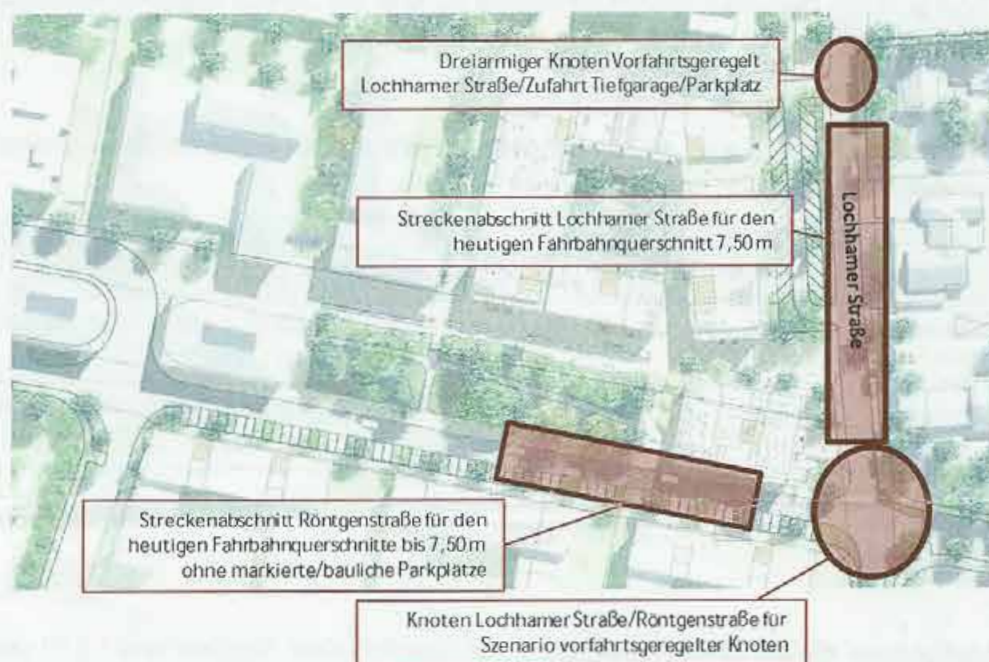 Dreiarmiger Knoten Vorfahrtsgeregelt
Lochhamer Straße/Zufahrt Tiefgarage/Parkplatz
Streckenabschnitt Lochhamer Straße für den
heutigen Fahrbahnquerschnitt 7,50 m
Lochhamer Straße
Streckenabschnitt Röntgenstraße für den
heutigen Fahrbahnquerschnitte bis 7,50 m
ohne markierte/bauliche Parkplätze
Knoten Lochhamer Straße/Röntgenstraße für
Szenario vorfahrtsgeregelter Knoten